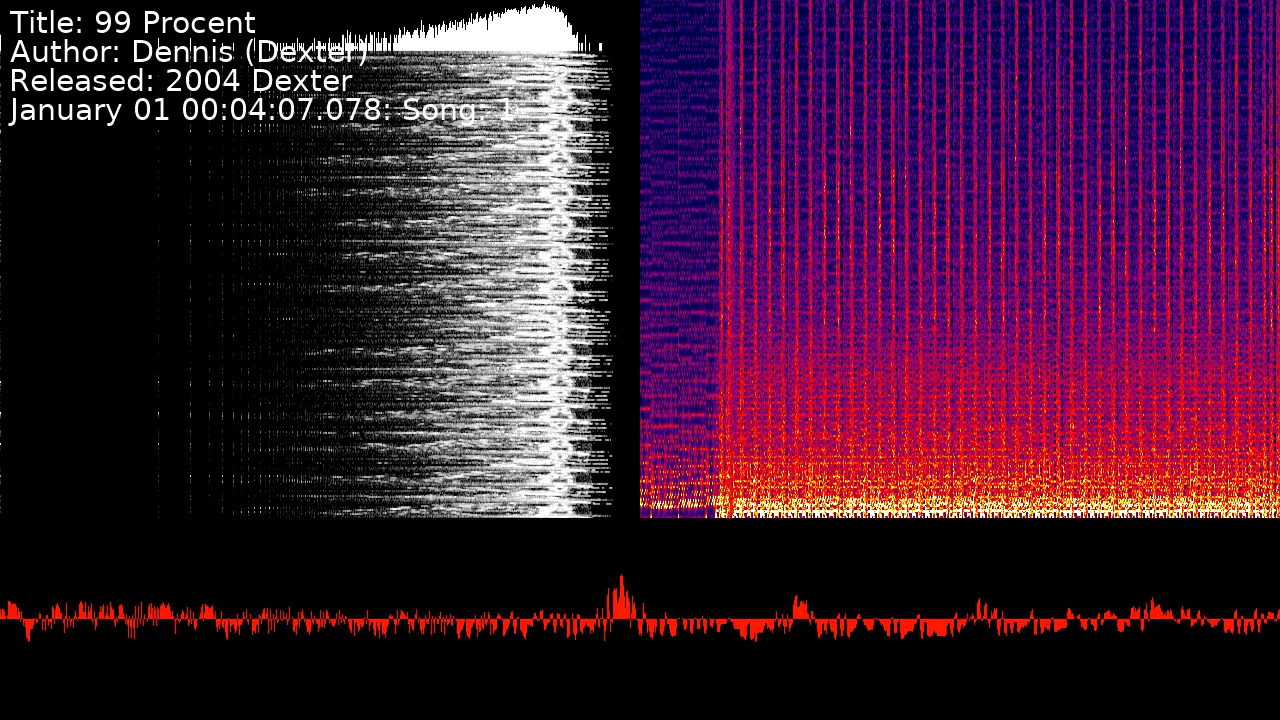 Title: 99 Procent
Author: Dennis (Dexter)
Released: 2004 Dexter
January 01 00:04:07.078: Song: 1